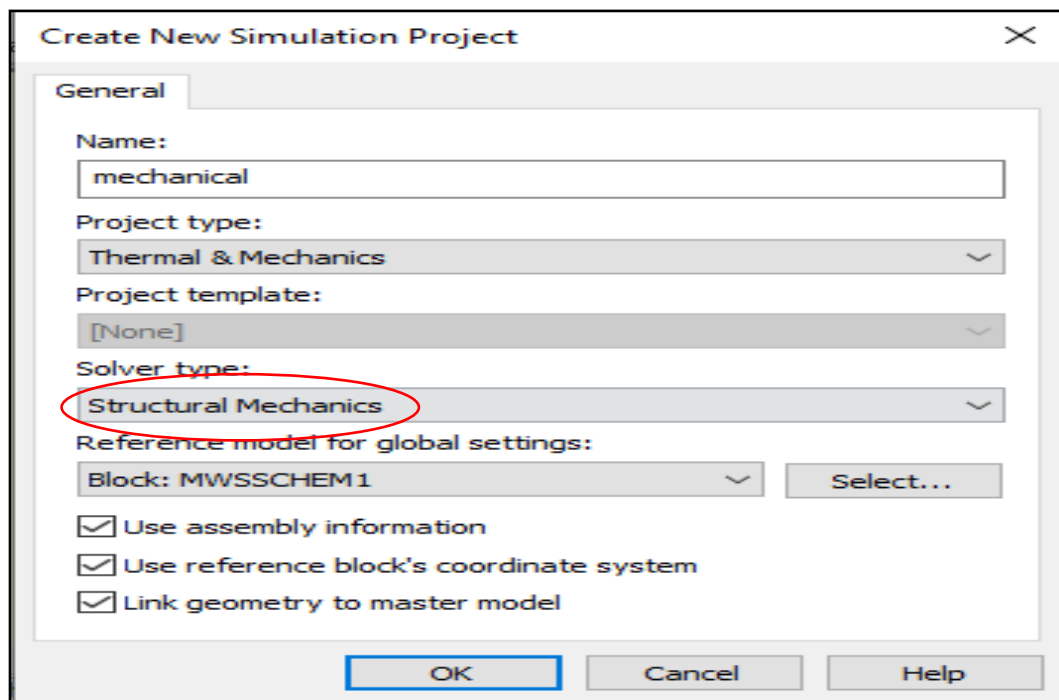 Create New Simulation Project
General
Name:
mechanical
Project type:
Thermal & Mechanics
Project template:
[None]
Solver type:
Structural Mechanics
Reference model for global settings:
Block: MWSSCHEM1
Select...
Use assembly information
Use reference block's coordinate system
Link geometry to master model
OK Cancel Help